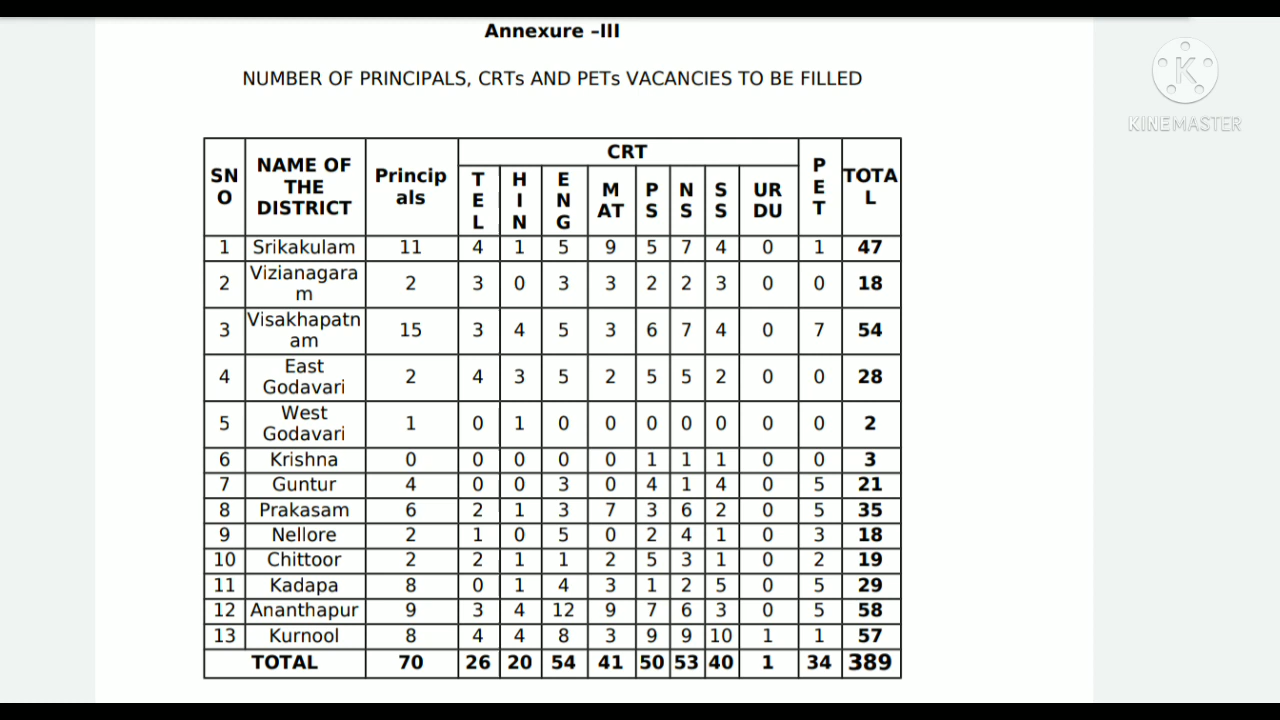 Annexure –III
NUMBER OF PRINCIPALS, CRTs AND PETs VACANCIES TO BE FILLED
K
KINEMASTER
SN O NAME OF THE DISTRICT Princip als CRT PET TOTA L
TEL HIN ENG M AT PS NS SS UR DU
1 Srikakulam 11 4 1 5 9 5 7 4 0 1 47
2 Vizianagara m 2 3 0 3 3 2 2 3 0 0 18
3 Visakhapatn am 15 3 4 5 3 6 7 4 0 7 54
4 East Godavari 2 4 3 5 2 5 5 2 0 0 28
5 West Godavari 1 0 1 0 0 0 0 0 0 0 2
6 Krishna 0 0 0 0 0 1 1 1 0 0 3
7 Guntur 4 0 0 3 0 4 1 4 0 5 21
8 Prakasam 6 2 1 3 7 3 6 2 0 5 35
9 Nellore 2 1 0 5 0 2 4 1 0 3 18
10 Chittoor 2 2 1 1 2 5 3 1 0 2 19
11 Kadapa 8 0 1 4 3 1 2 5 0 5 29
12 Ananthapur 9 3 4 12 9 7 6 3 0 5 58
13 Kurnool 8 4 4 8 3 9 9 10 1 1 57
TOTAL 70 26 20 54 41 50 53 40 1 34 389